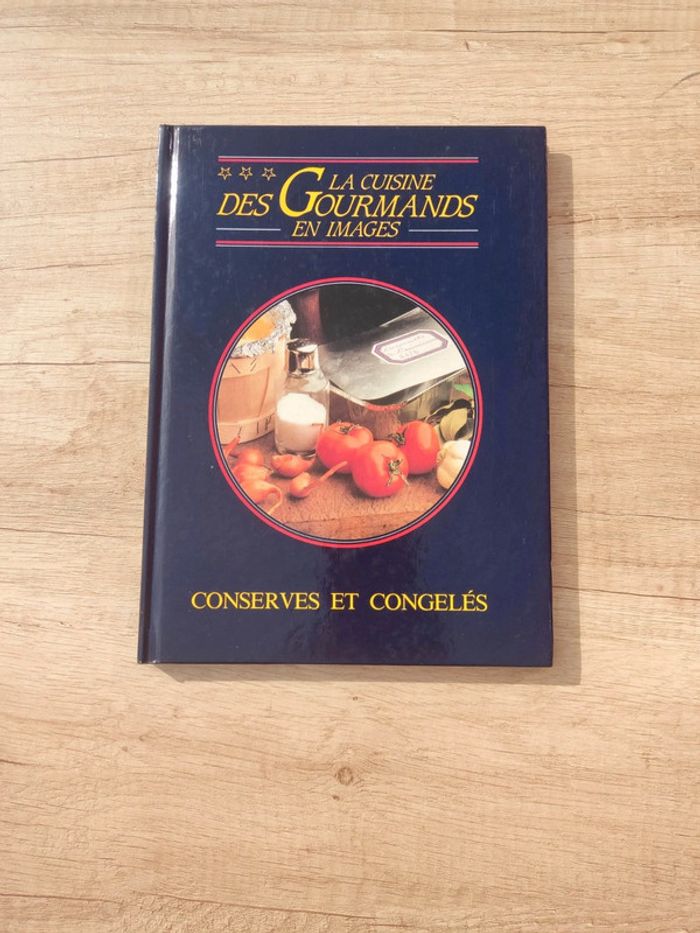 LA CUISINE
DES GOURMANDS
EN IMAGES
CONSERVES ET CONGELÉS